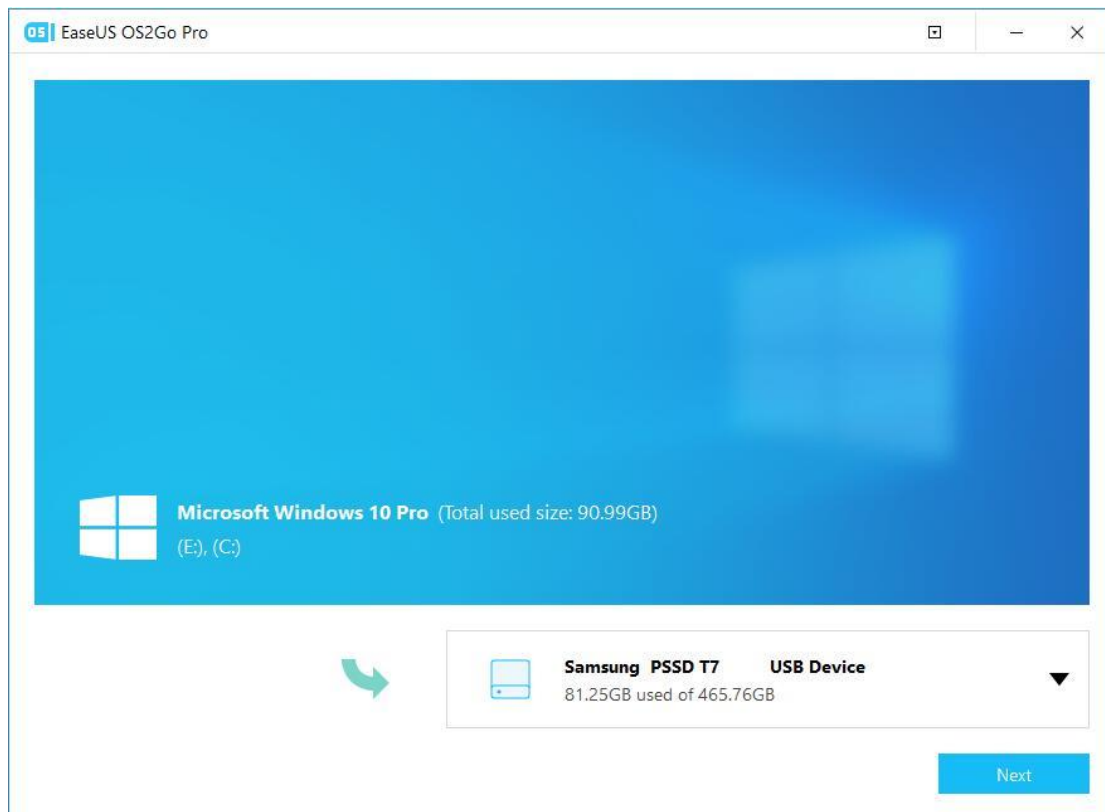 OS EaseUS OS2Go Pro
Microsoft Windows 10 Pro (Total used size: 90.99GB)
(E:), (C:)
Samsung PSSD T7 USB Device
81.25GB used of 465.76GB
Next